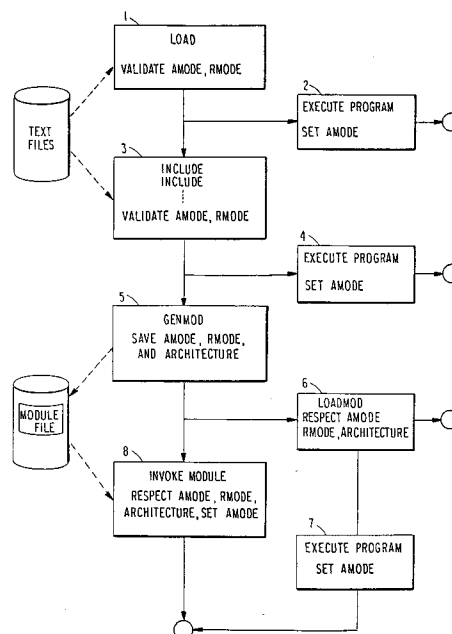 1
LOAD
VALIDATE AMODE, RMODE
2
EXECUTE PROGRAM
SET AMODE
TEXT
FILES
3
INCLUDE
INCLUDE
VALIDATE AMODE, RMODE
4
EXECUTE PROGRAM
SET AMODE
5
GENMOD
SAVE AMODE, RMODE,
AND ARCHITECTURE
6
LOADMOD
RESPECT AMODE
RMODE, ARCHITECTURE
MODULE
FILE
8
INVOKE MODULE
RESPECT AMODE, RMODE,
ARCHITECTURE, SET AMODE
7
EXECUTE PROGRAM
SET AMODE